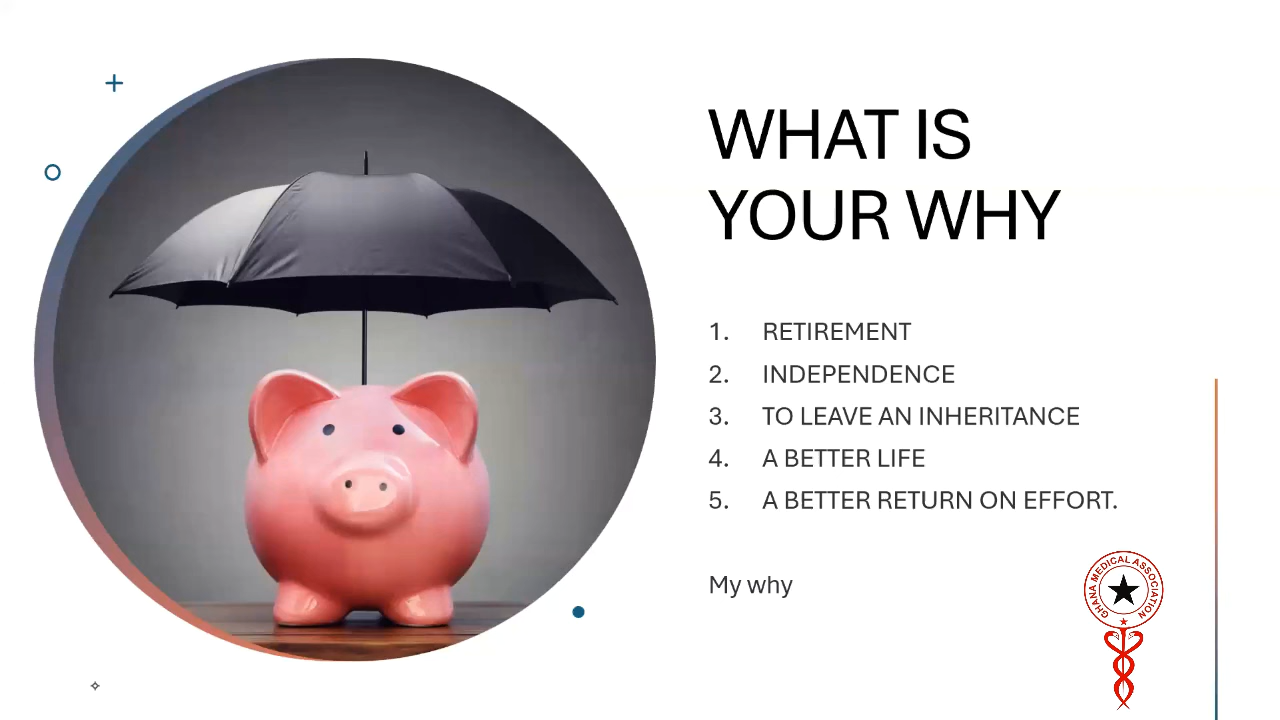 WHAT IS
YOUR WHY
1. RETIREMENT
2. INDEPENDENCE
3. TO LEAVE AN INHERITANCE
4. A BETTER LIFE
5. A BETTER RETURN ON EFFORT.
My why
GHANA MEDICAL ASSOCIATION